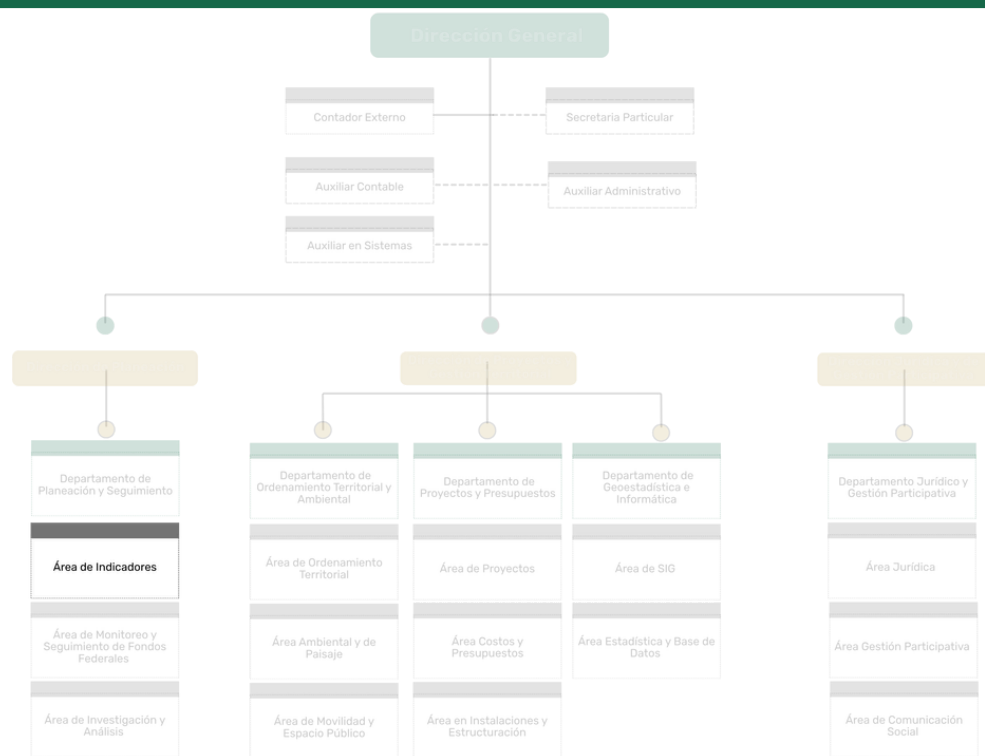 Dirección General
Contador Externo
Secretaria Particular
Auxiliar Contable
Auxiliar Administrativo
Auxiliar en Sistemas
Departamento de
Planeación y Seguimiento
Departamento de
Ordenamiento Territorial y
Ambiental
Departamento de
Proyectos y Presupuestos
Departamento de
Geoestadística e
Informática
Departamento Jurídico y
Gestión Participativa
Área de Indicadores
Área de Ordenamiento
Territorial
Área de Proyectos
Área de SIG
Área Jurídica
Área de Monitoreo y
Seguimiento de Fondos
Federales
Área Ambiental y de
Paisaje
Área Costos y
Presupuestos
Área Estadística y Base de
Datos
Área Gestión Participativa
Área de Investigación y
Análisis
Área de Movilidad y
Espacio Público
Área en Instalaciones y
Estructuración
Área de Comunicación
Social